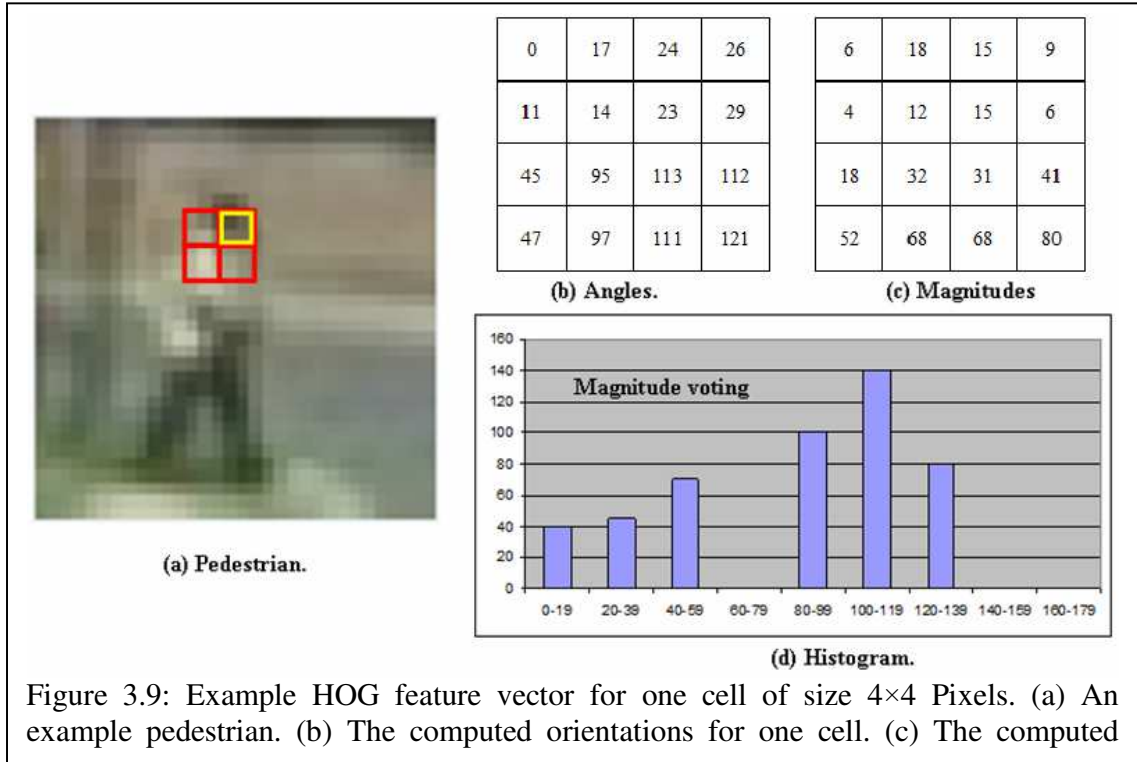 0 17 24 26
11 14 23 29
45 95 113 112
47 97 111 121
(b) Angles.
6 18 15 9
4 12 15 6
18 32 31 41
52 68 68 80
(c) Magnitudes
(a) Pedestrian.
Magnitude voting
160
140
120
100
80
60
40
20
0
0-19 20-39 40-59 60-79 80-99 100-119 120-139 140-159 160-179
(d) Histogram.
Figure 3.9: Example HOG feature vector for one cell of size 4×4 Pixels. (a) An
example pedestrian. (b) The computed orientations for one cell. (c) The computed